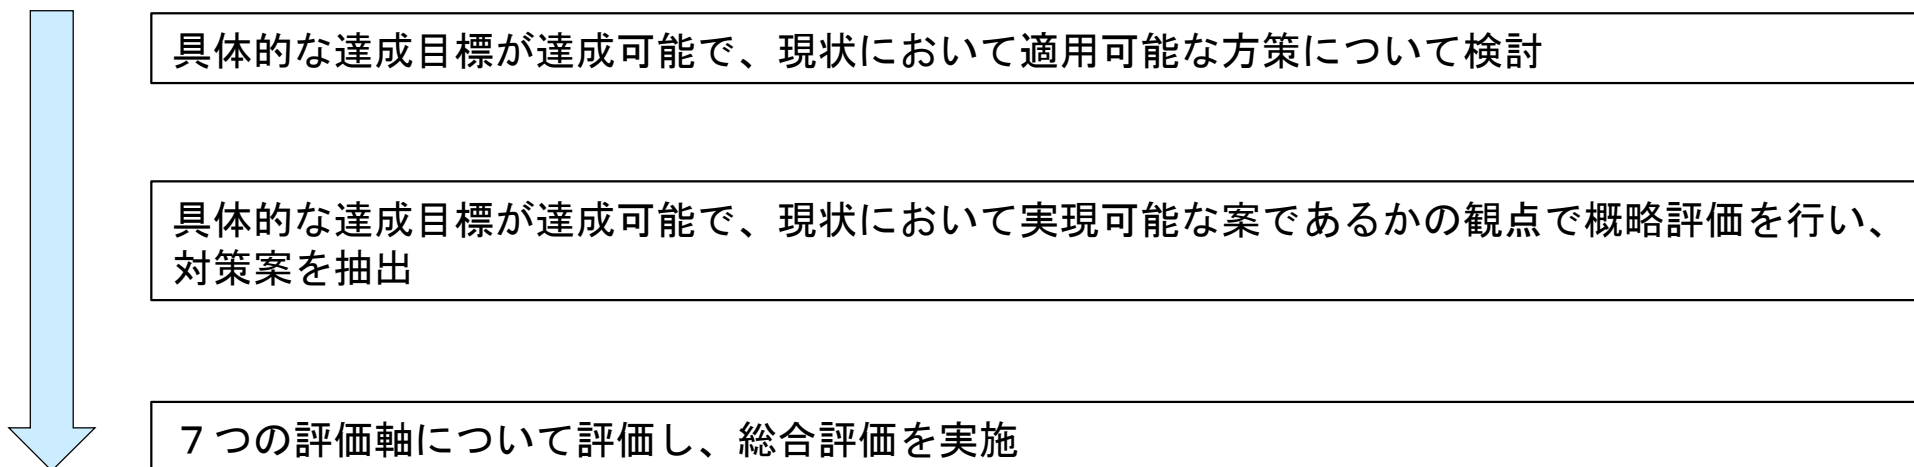 具体的な達成目標が達成可能で、現状において適用可能な方策について検討
具体的な達成目標が達成可能で、現状において実現可能な案であるかの観点で概略評価を行い、
対策案を抽出
７つの評価軸について評価し、総合評価を実施